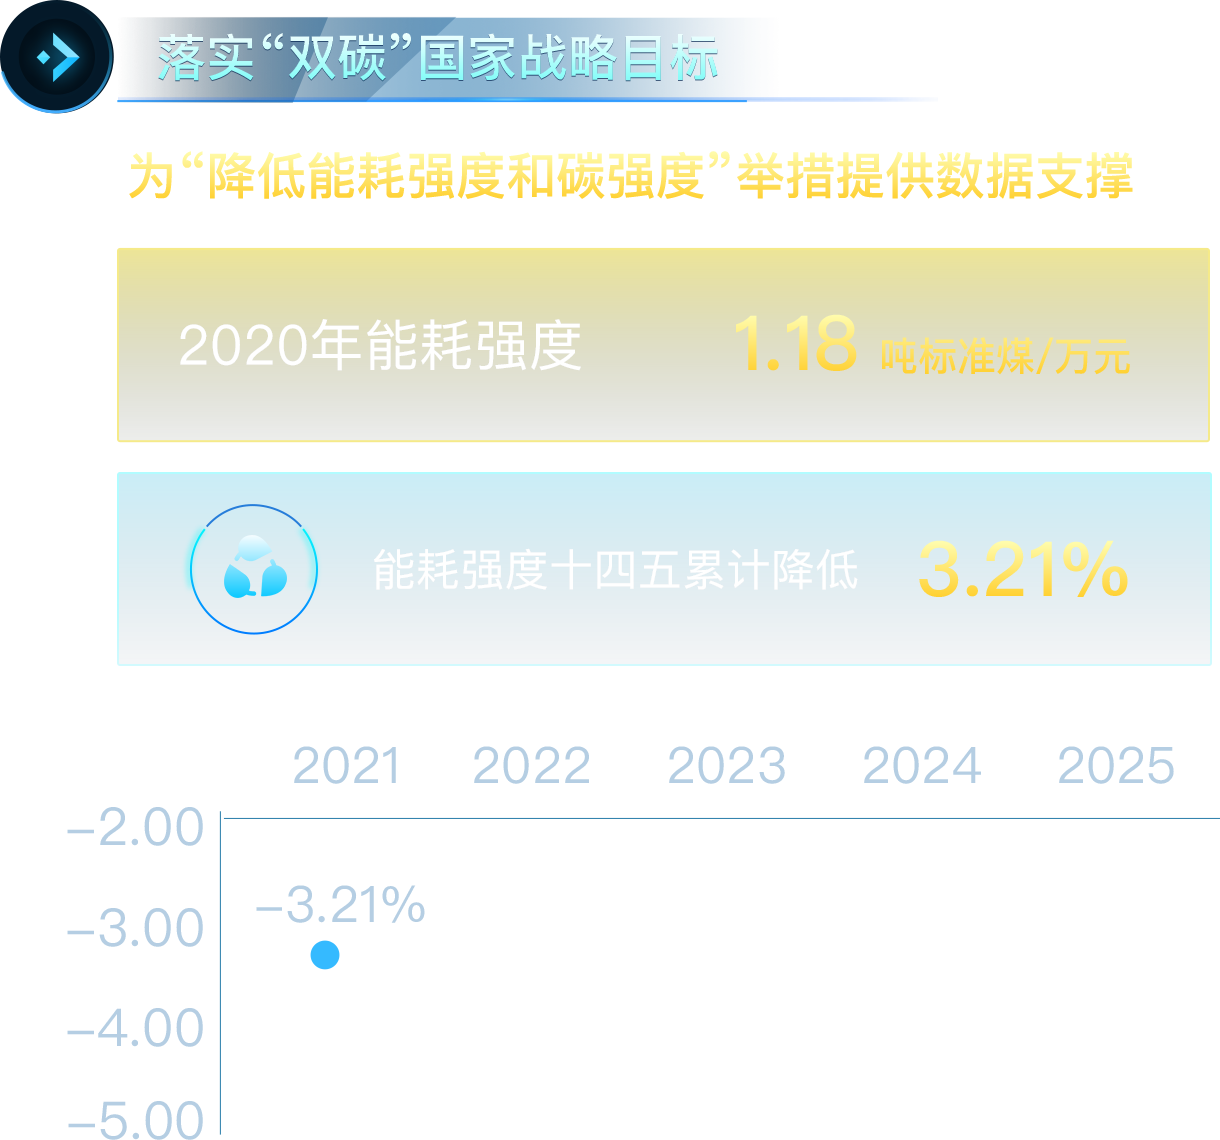 落实“双碳”国家战略目标
为“降低能耗强度和碳强度”举措提供数据支撑
2020年能耗强度 1.18 吨标准煤/万元
能耗强度十四五累计降低 3.21%
2021 2022 2023 2024 2025
-2.00
-3.21%
-3.00
-4.00
-5.00